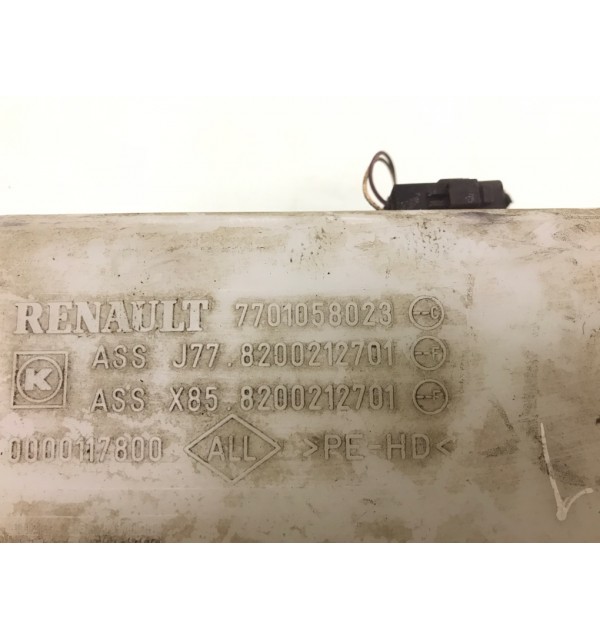 RENAULT 7701058023 -G
K ASS J77.8200212701 -F
ASS X85.8200212701 -F
0000117800 ALL >PE-HD<